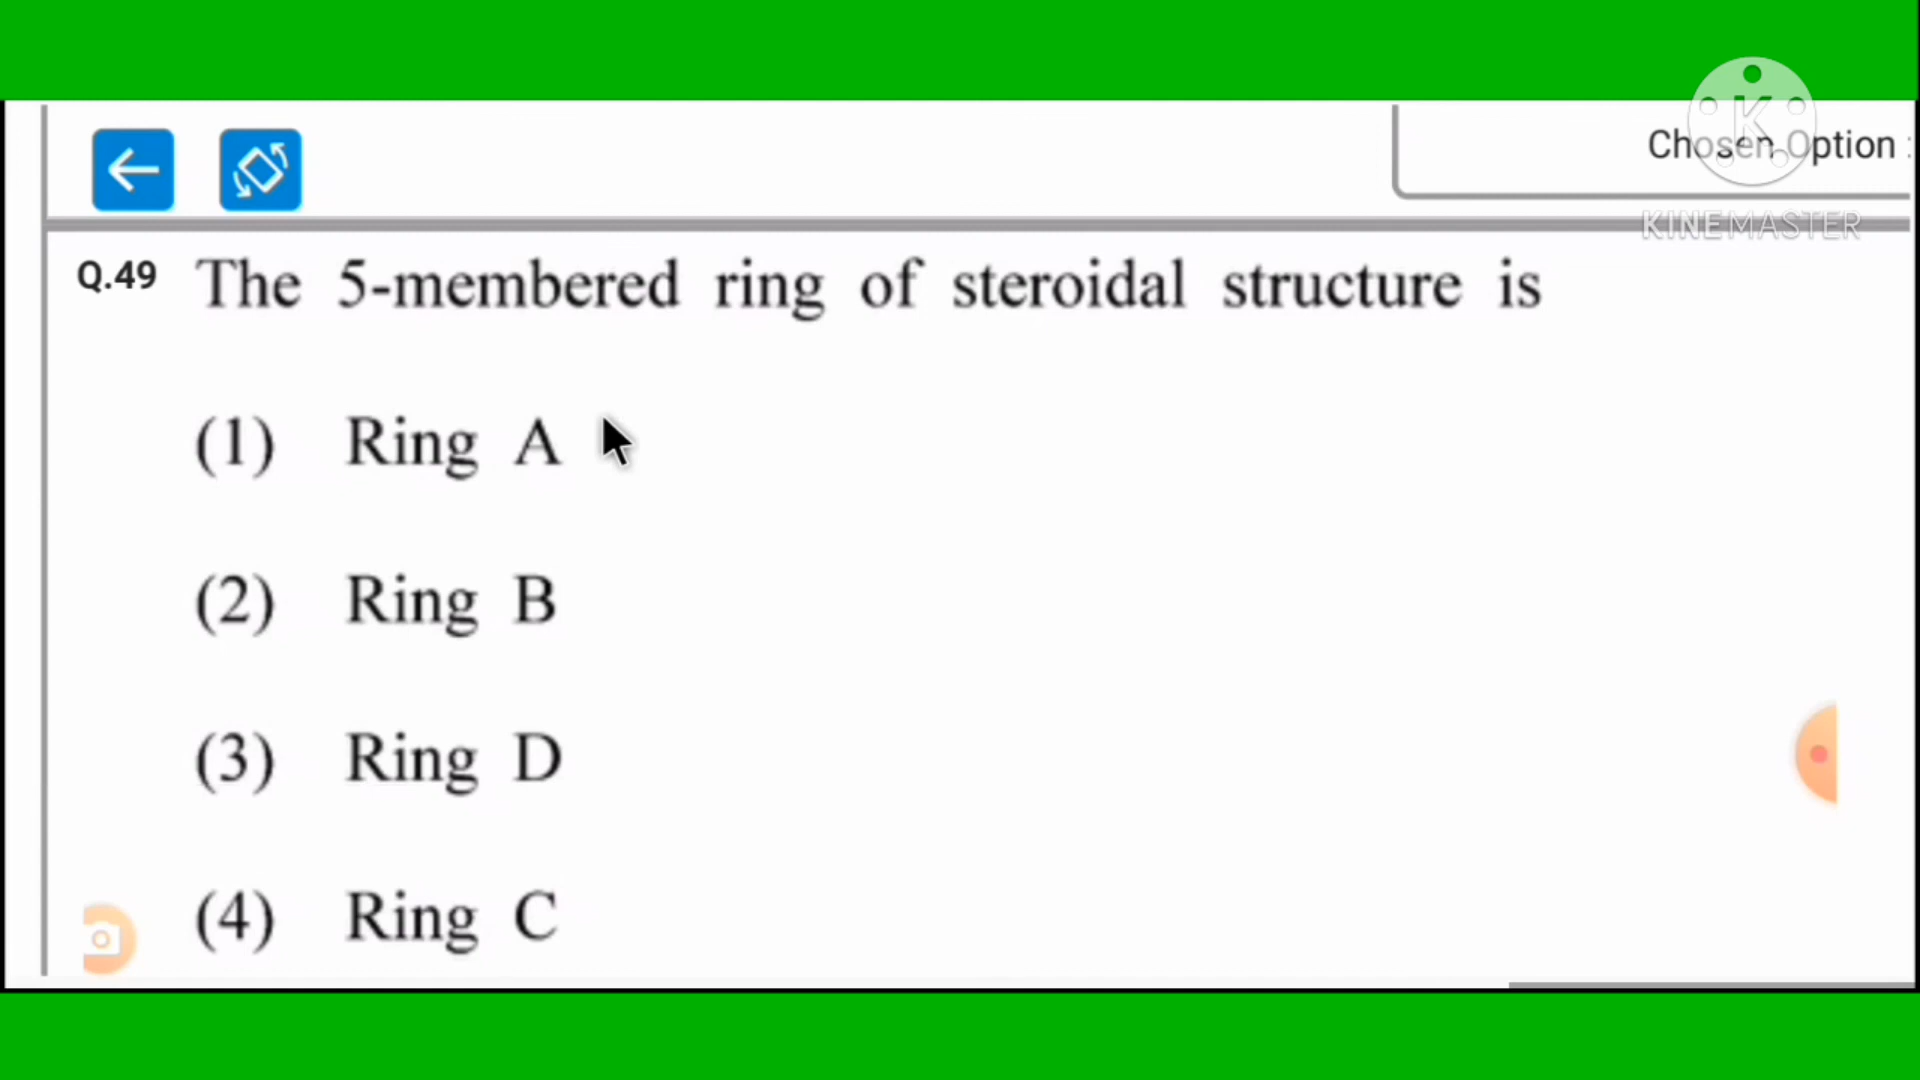 Chosen Option :
KINEMASTER
Q.49 The 5-membered ring of steroidal structure is
(1) Ring A
(2) Ring B
(3) Ring D
(4) Ring C